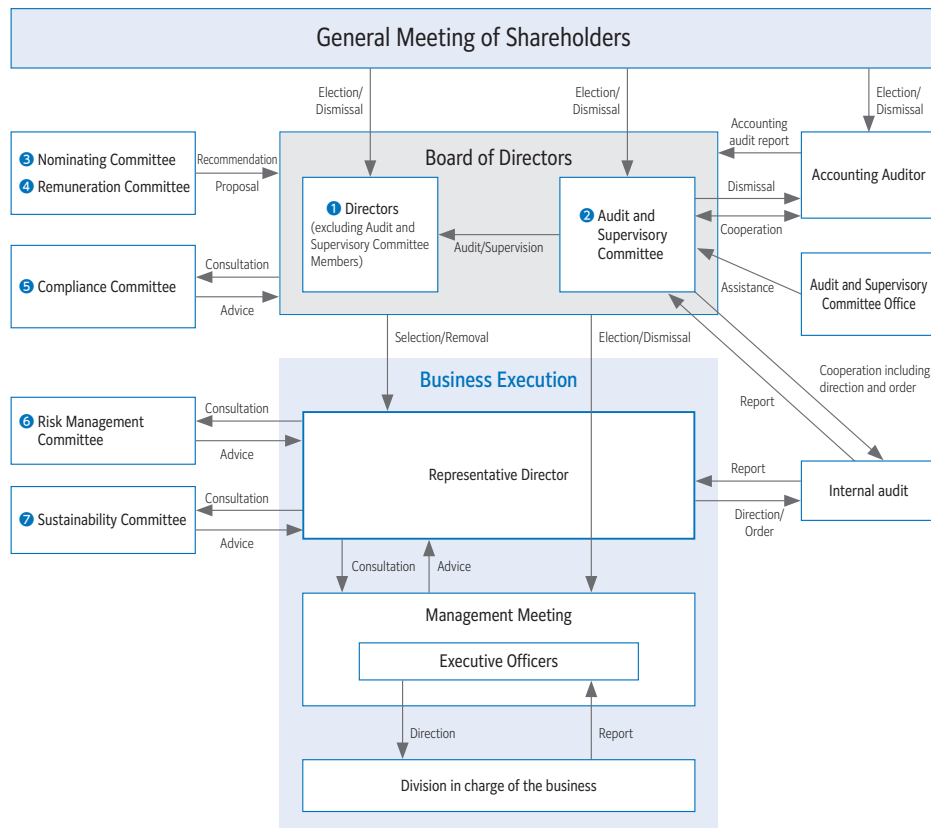 General Meeting of Shareholders
Election/
Dismissal
Election/
Dismissal
Election/
Dismissal
❸ Nominating Committee
❹ Remuneration Committee
Recommendation
Proposal
Board of Directors
Accounting
audit report
Accounting Auditor
❶ Directors
(excluding Audit and
Supervisory Committee
Members)
Audit/Supervision
❷ Audit and
Supervisory
Committee
Dismissal
Cooperation
❺ Compliance Committee
Consultation
Advice
Assistance
Audit and Supervisory
Committee Office
Selection/Removal
Election/Dismissal
Business Execution
Cooperation including
direction and order
Report
❻ Risk Management
Committee
Consultation
Advice
Representative Director
Report
Direction/
Order
Internal audit
❼ Sustainability Committee
Consultation
Advice
Consultation
Advice
Management Meeting
Executive Officers
Direction
Report
Division in charge of the business